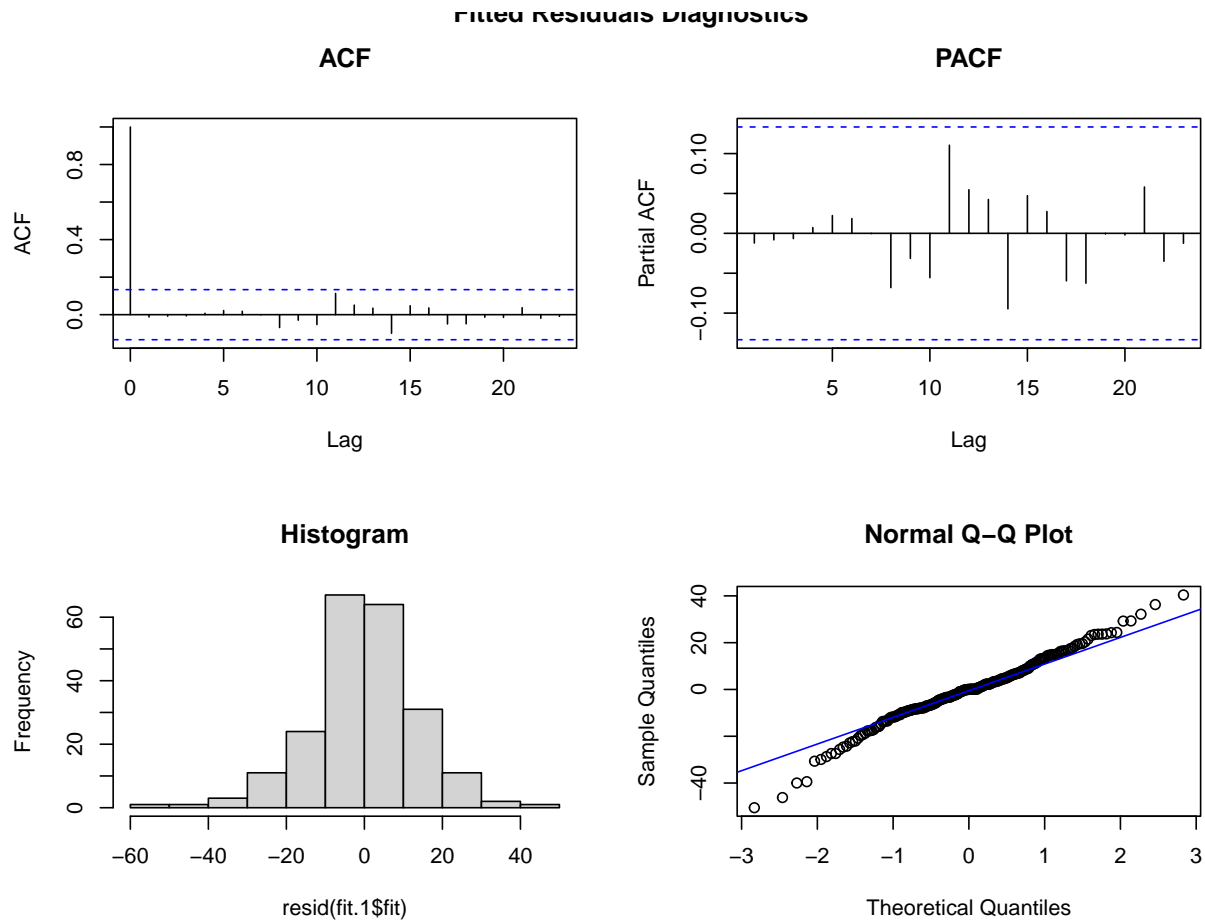 Fitted Residuals Diagnostics
ACF
PACF
ACF
0.0 0.4 0.8
0 5 10 15 20
Lag
Partial ACF
−0.10 0.00 0.10
5 10 15 20
Lag
Histogram
Normal Q−Q Plot
Frequency
0 20 40 60
−60 −40 −20 0 20 40
resid(fit.1$fit)
Sample Quantiles
−40 0 20 40
−3 −2 −1 0 1 2 3
Theoretical Quantiles